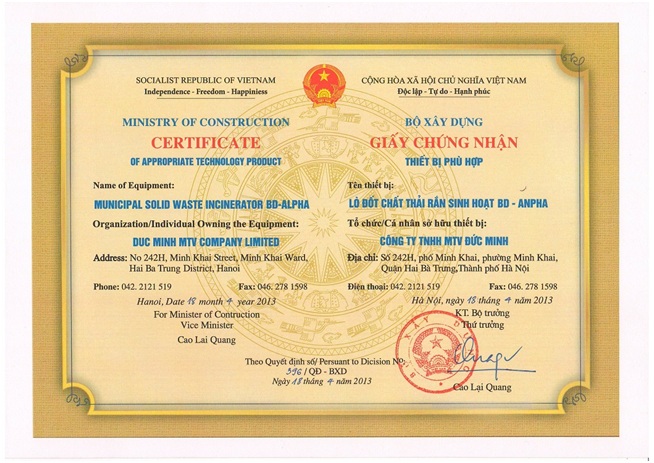 SOCIALIST REPUBLIC OF VIETNAM
Independence - Freedom - Happiniess
MINISTRY OF CONSTRUCTION
CERTIFICATE
OF APPROPRIATE TECHNOLOGY PRODUCT
Name of Equipment:
MUNICIPAL SOLID WASTE INCINERATOR BD-ALPHA
Organization/Individual Owning the Equipment:
DUC MINH MTV COMPANY LIMITED
Address: No 242H, Minh Khai Street, Minh Khai Ward,
Hai Ba Trung District, Hanoi
Phone: 042. 2121 519 Fax: 046. 278 1598
Hanoi, Date 18 month 4 year 2013
For Minister of Contruction
Vice Minister
Cao Lai Quang
CỘNG HÒA XÃ HỘI CHỦ NGHĨA VIỆT NAM
Độc lập - Tự do - Hạnh phúc
BỘ XÂY DỰNG
GIẤY CHỨNG NHẬN
THIẾT BỊ PHÙ HỢP
Tên thiết bị:
LÒ ĐỐT CHẤT THẢI RẮN SINH HOẠT BD - ANPHA
Tổ chức/Cá nhân sở hữu thiết bị:
CÔNG TY TNHH MTV ĐỨC MINH
Địa chỉ: Số 242H, phố Minh Khai, phường Minh Khai,
Quận Hai Bà Trưng,Thành phố Hà Nội
Điện thoại: 042. 2121 519 Fax: 046. 278 1598
Hà Nội, ngày 18 tháng 4 năm 2013
KT. Bộ trưởng
Thứ trưởng
BỘ XÂY DỰNG
Cao Lại Quang
Theo Quyết định số/ Persuant to Dicision No:
396 / QĐ - BXD
Ngày 18 tháng 4 năm 2013